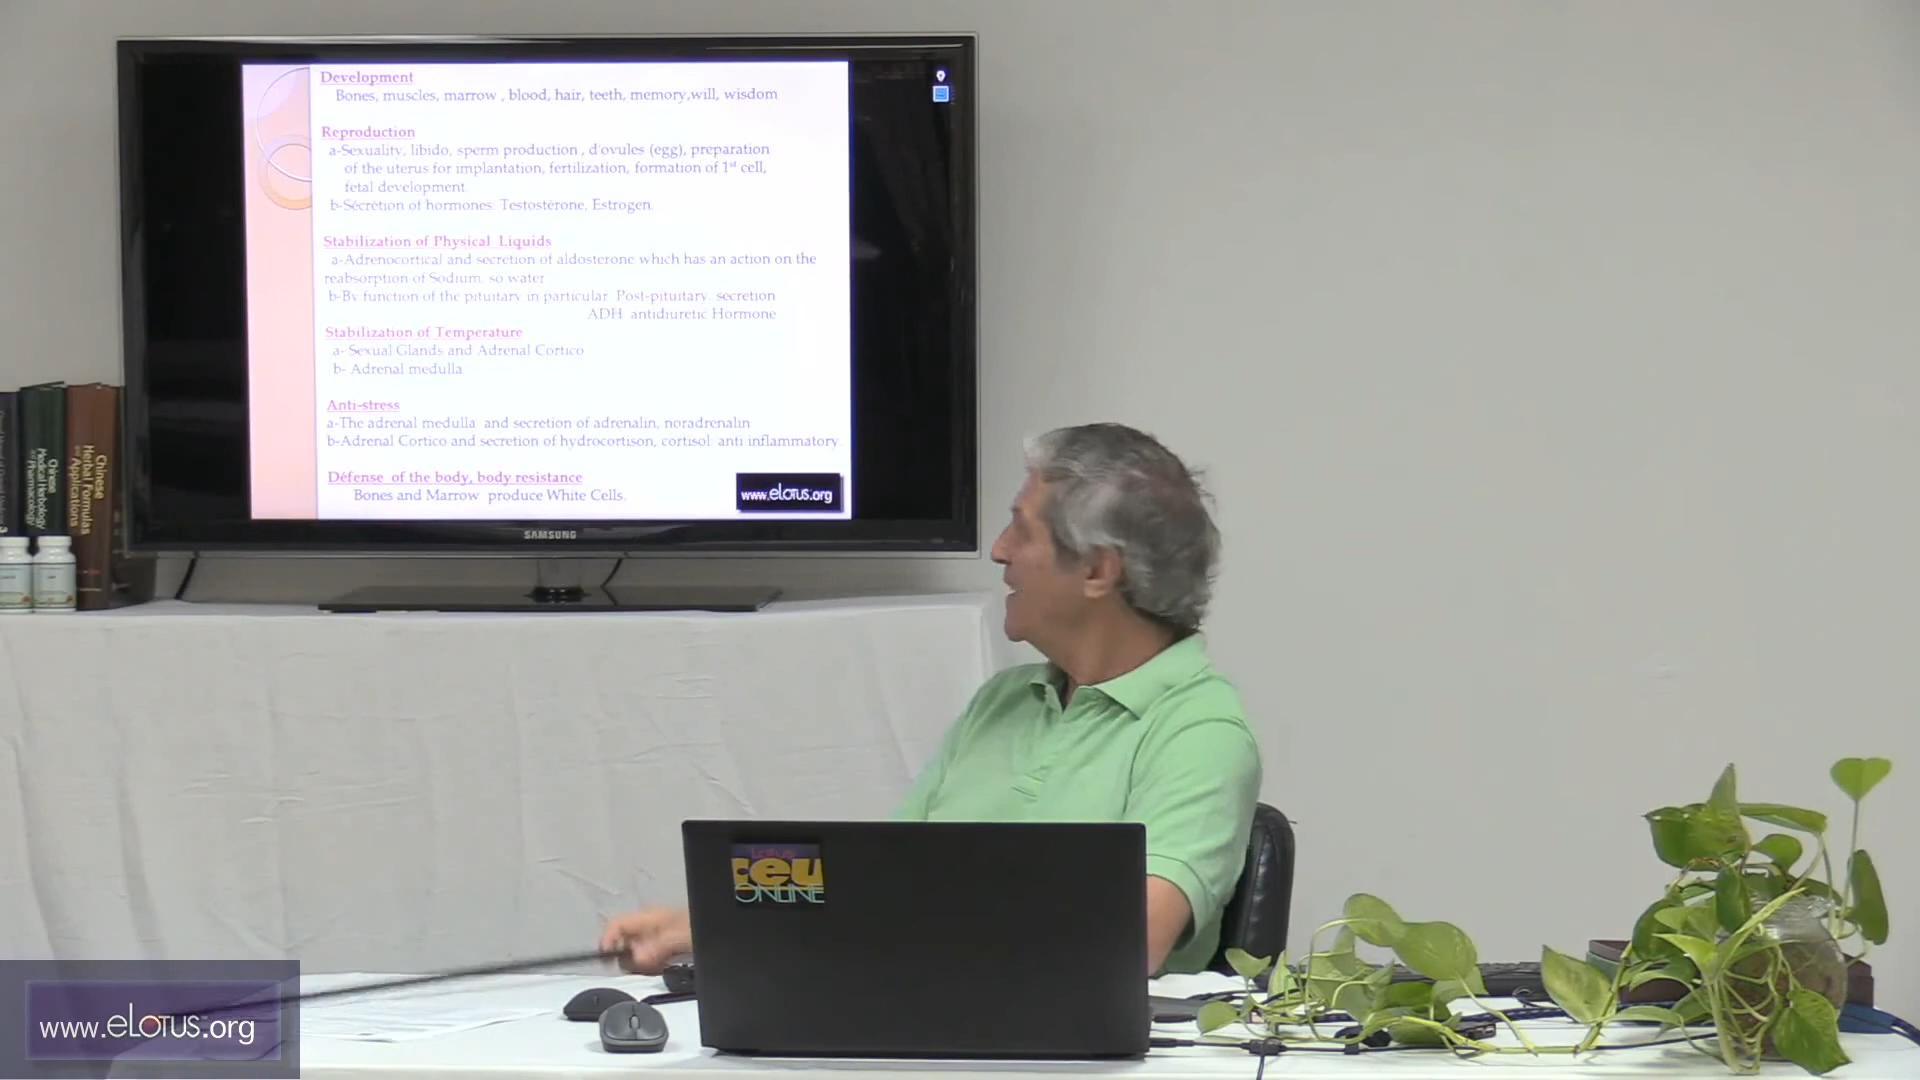 Development
Bones, muscles, marrow , blood, hair, teeth, memory,will, wisdom
Reproduction
a-Sexuality, libido, sperm production , d'ovules (egg), preparation
of the uterus for implantation, fertilization, formation of 1st cell,
fetal development.
b-Sécrétion of hormones: Testostérone, Estrogen.
Stabilization of Physical Liquids
a-Adrenocortical and secretion of aldosterone which has an action on the
reabsorption of Sodium, so water
b-By function of the pituitary in particular Post-pituitary, secretion
ADH antidiuretic Hormone
Stabilization of Temperature
a- Sexual Glands and Adrenal Cortico
b- Adrenal medulla
Anti-stress
a-The adrenal medulla and secretion of adrenalin, noradrenalin
b-Adrenal Cortico and secretion of hydrocortison, cortisol: anti inflammatory.
Défense of the body, body resistance
Bones and Marrow produce White Cells.
www.eLotus.org
SAMSUNG
Chinese
Medical Herbology
and Pharmacology
Chinese
Herbal Formulas
and Applications
Lotus
ceu
ONLINE
www.eLotus.org